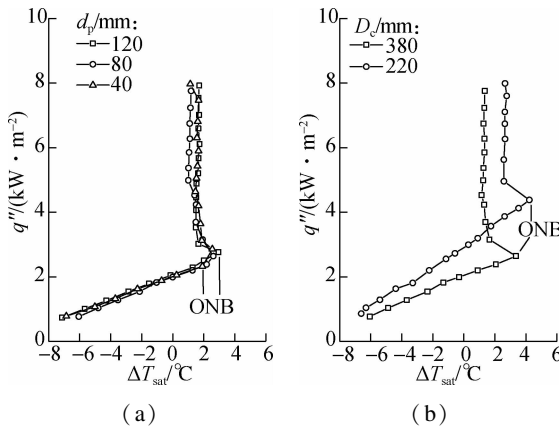 d_p/mm:
120
80
40
q″/(kW·m⁻²)
10
8
6
4
2
0
ONB
−8 −6 −4 −2 0 2 4 6
ΔT_sat/℃
(a)
D_c/mm:
380
220
q″/(kW·m⁻²)
10
8
6
4
2
0
ONB
−8 −6 −4 −2 0 2 4 6
ΔT_sat/℃
(b)